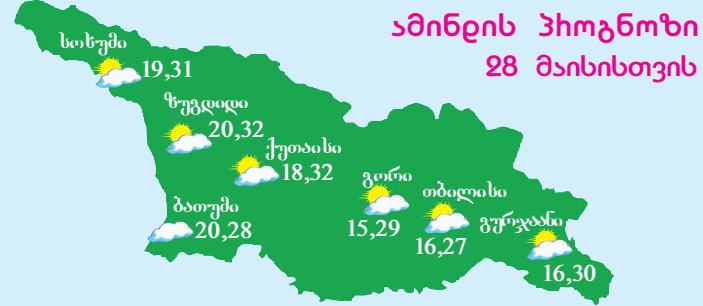 ამინდის პროგნოზი
28 მაისისთვის
სოხუმი
19,31
ზუგდიდი
20,32
ქუთაისი
18,32
გორი
15,29
თბილისი
16,27
ბათუმი
20,28
გურჯაანი
16,30